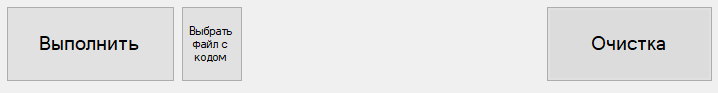 Выполнить
Выбрать
файл с
кодом
Очистка